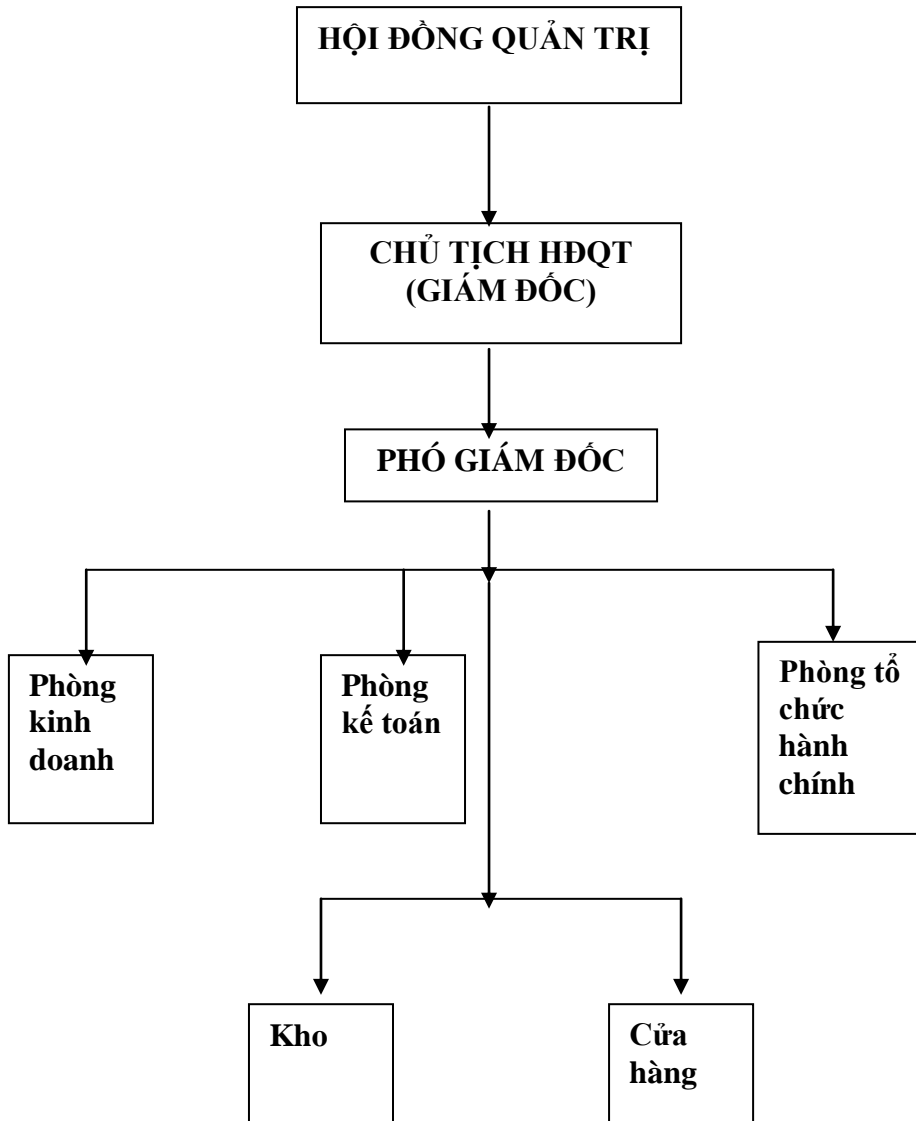 HỘI ĐỒNG QUẢN TRỊ
CHỦ TỊCH HĐQT
(GIÁM ĐỐC)
PHÓ GIÁM ĐỐC
Phòng
kinh
doanh
Phòng
kế toán
Phòng tổ
chức
hành
chính
Kho
Cửa
hàng